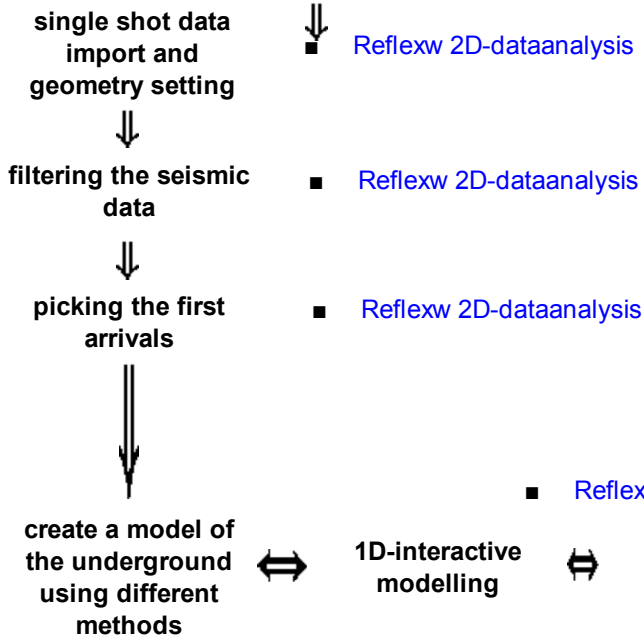 single shot data
import and
geometry setting
▪ Reflexw 2D-dataanalysis
filtering the seismic
data
▪ Reflexw 2D-dataanalysis
picking the first
arrivals
▪ Reflexw 2D-dataanalysis
▪ Reflex
create a model of
the underground
using different
methods
1D-interactive
modelling